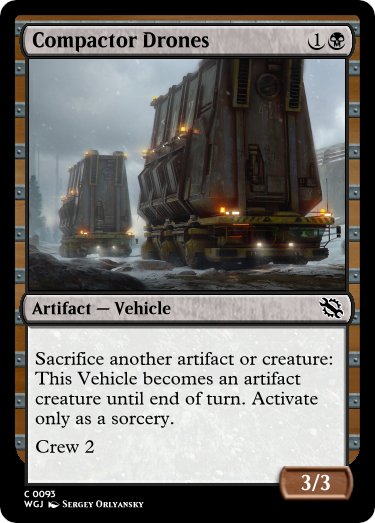 Compactor Drones 1
Artifact — Vehicle
Sacrifice another artifact or creature:
This Vehicle becomes an artifact
creature until end of turn. Activate
only as a sorcery.
Crew 2
3/3
C 0093
WGJ Sergey Orlyansky